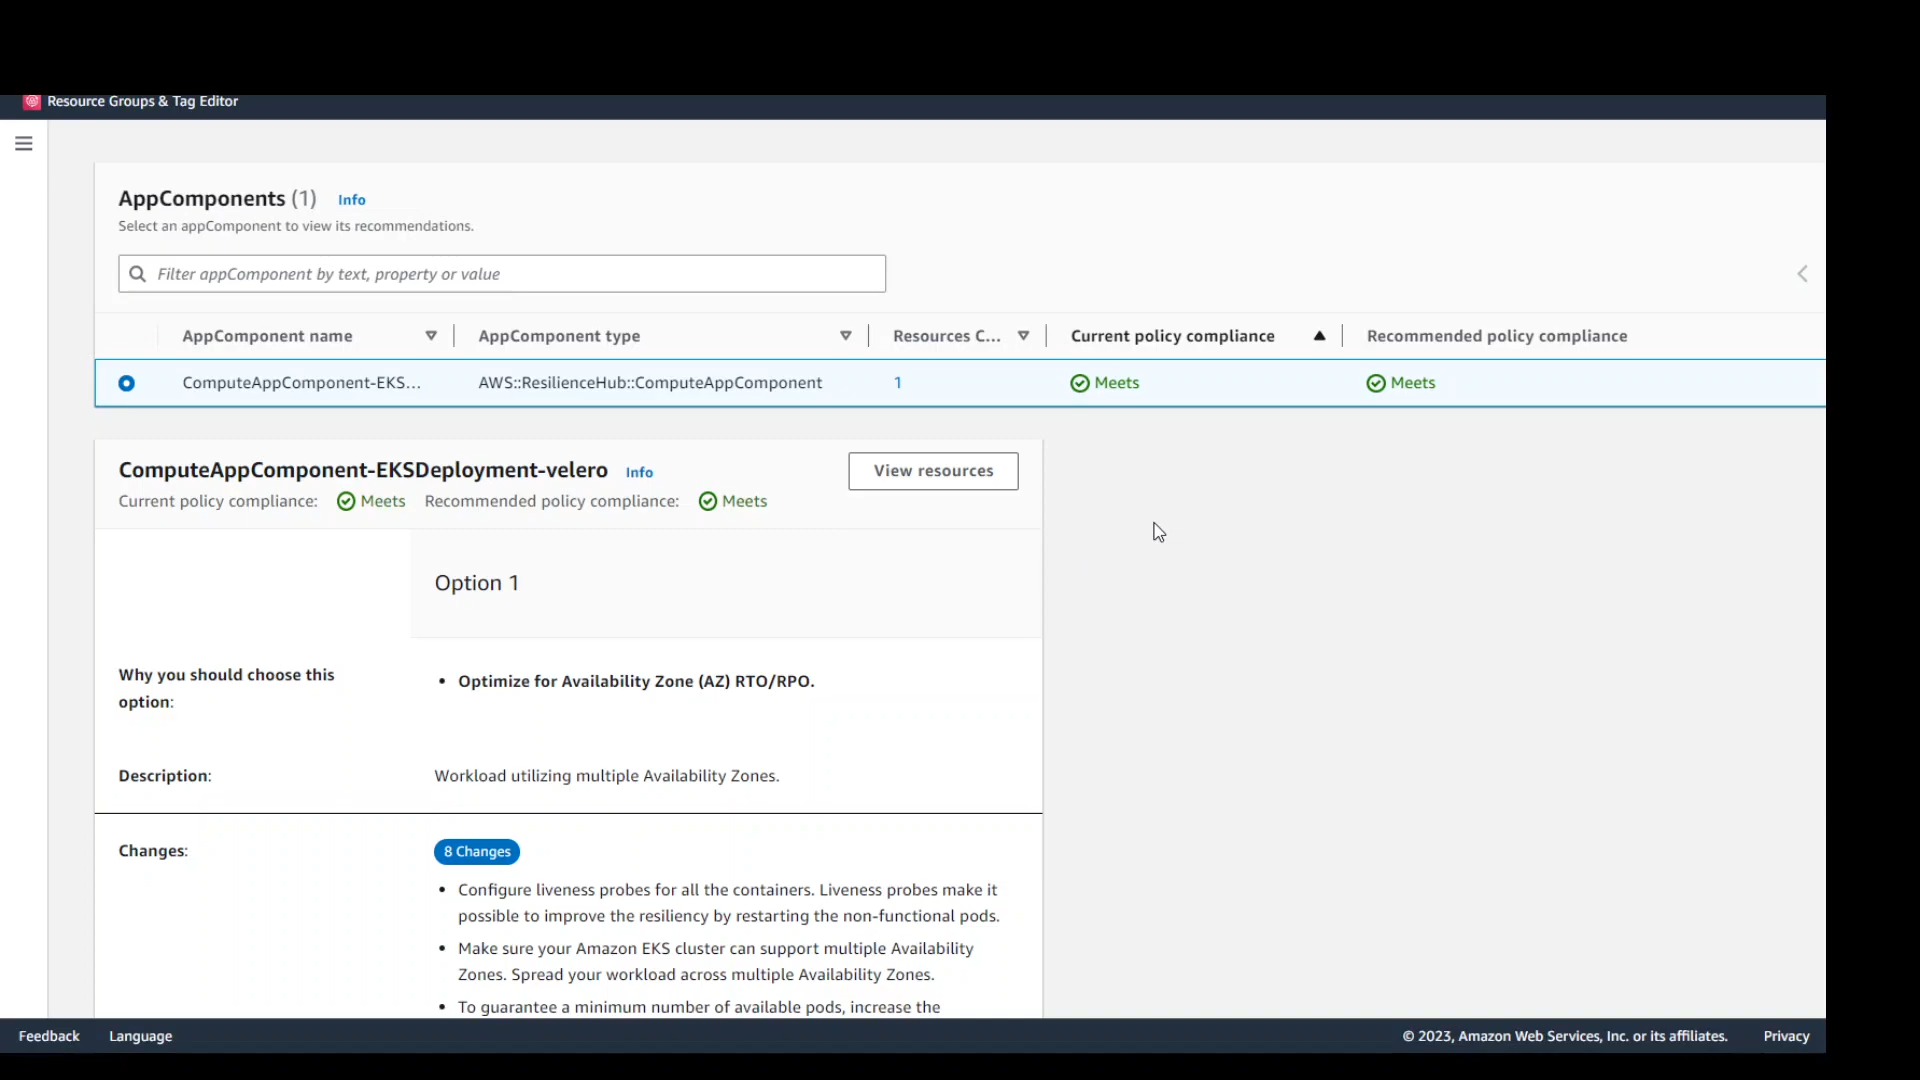 Resource Groups & Tag Editor
AppComponents (1) Info
Select an appComponent to view its recommendations.
Filter appComponent by text, property or value
AppComponent name AppComponent type Resources C... Current policy compliance Recommended policy compliance
ComputeAppComponent-EKS... AWS::ResilienceHub::ComputeAppComponent 1 Meets Meets
ComputeAppComponent-EKSDeployment-velero Info View resources
Current policy compliance: Meets Recommended policy compliance: Meets
Option 1
Why you should choose this
option:
• Optimize for Availability Zone (AZ) RTO/RPO.
Description: Workload utilizing multiple Availability Zones.
Changes: 8 Changes
• Configure liveness probes for all the containers. Liveness probes make it
possible to improve the resiliency by restarting the non-functional pods.
• Make sure your Amazon EKS cluster can support multiple Availability
Zones. Spread your workload across multiple Availability Zones.
• To guarantee a minimum number of available pods, increase the
Feedback Language © 2023, Amazon Web Services, Inc. or its affiliates. Privacy